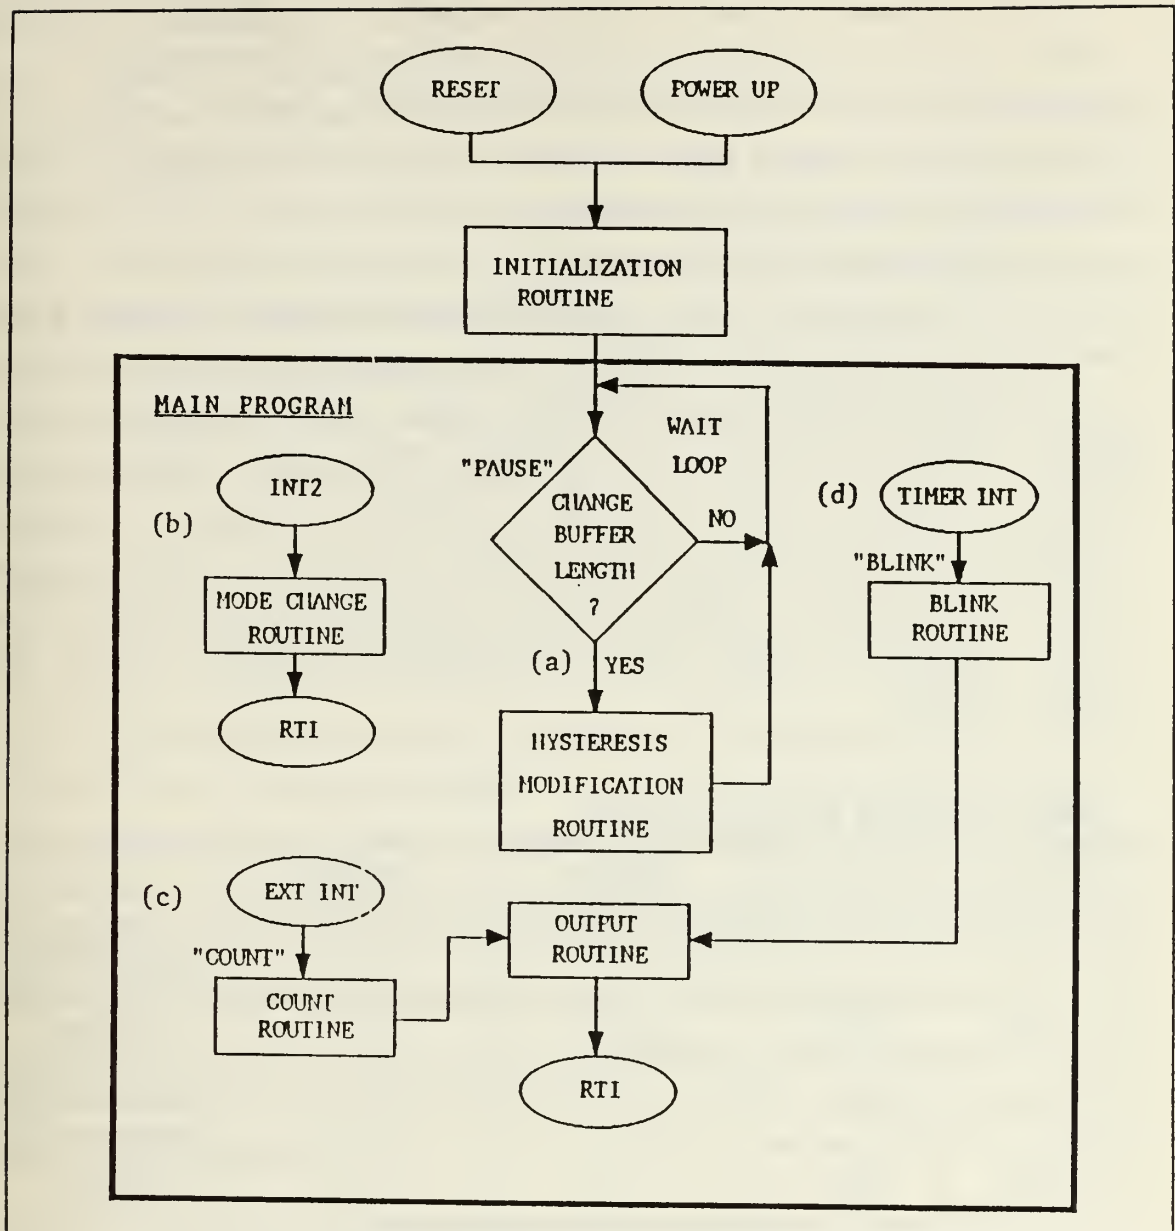 RESET
POWER UP
INITIALIZATION
ROUTINE
MAIN PROGRAM
WAIT
LOOP
"PAUSE"
CHANGE
BUFFER
LENGTH
?
NO
(a) YES
HYSTERESIS
MODIFICATION
ROUTINE
(b)
INT2
MODE CHANGE
ROUTINE
RTI
(d) TIMER INT
"BLINK"
BLINK
ROUTINE
(c) EXT INT
"COUNT"
COUNT
ROUTINE
OUTPUT
ROUTINE
RTI